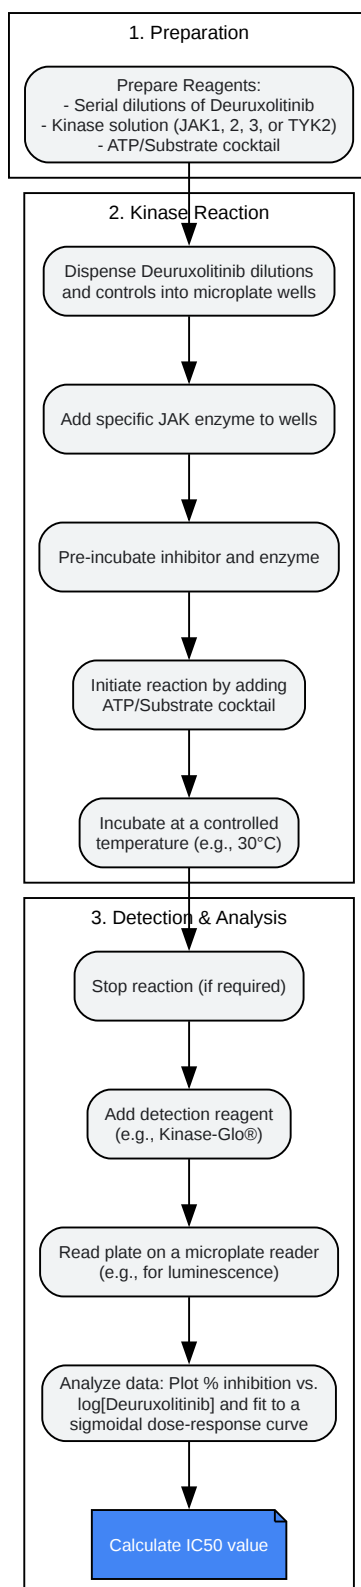 1. Preparation
Prepare Reagents:
- Serial dilutions of Deuruxolitinib
- Kinase solution (JAK1, 2, 3, or TYK2)
- ATP/Substrate cocktail
2. Kinase Reaction
Dispense Deuruxolitinib dilutions
and controls into microplate wells
Add specific JAK enzyme to wells
Pre-incubate inhibitor and enzyme
Initiate reaction by adding
ATP/Substrate cocktail
Incubate at a controlled
temperature (e.g., 30°C)
3. Detection & Analysis
Stop reaction (if required)
Add detection reagent
(e.g., Kinase-Glo®)
Read plate on a microplate reader
(e.g., for luminescence)
Analyze data: Plot % inhibition vs.
log[Deuruxolitinib] and fit to a
sigmoidal dose-response curve
Calculate IC50 value